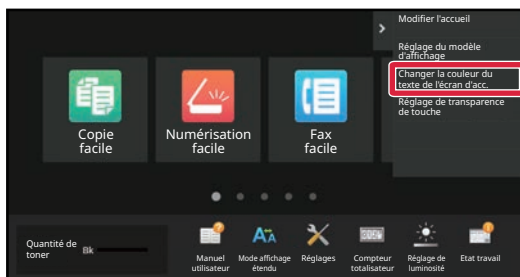 Modifier l'accueil
Réglage du modèle
d'affichage
Changer la couleur du
texte de l'écran d'acc.
Réglage de transparence
de touche
Copie
facile
Numérisation
facile
Fax
facile
Quantité de
toner
Bk
Manuel
utilisateur
Mode affichage
étendu
Réglages
Compteur
totalisateur
Réglage de
luminosité
Etat travail